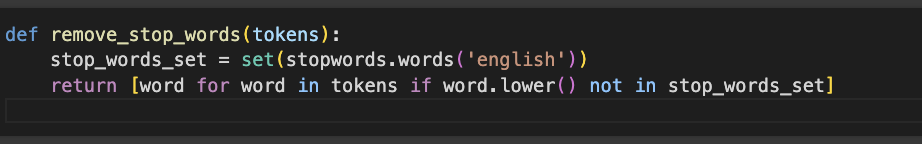 def remove_stop_words(tokens):
    stop_words_set = set(stopwords.words('english'))
    return [word for word in tokens if word.lower() not in stop_words_set]